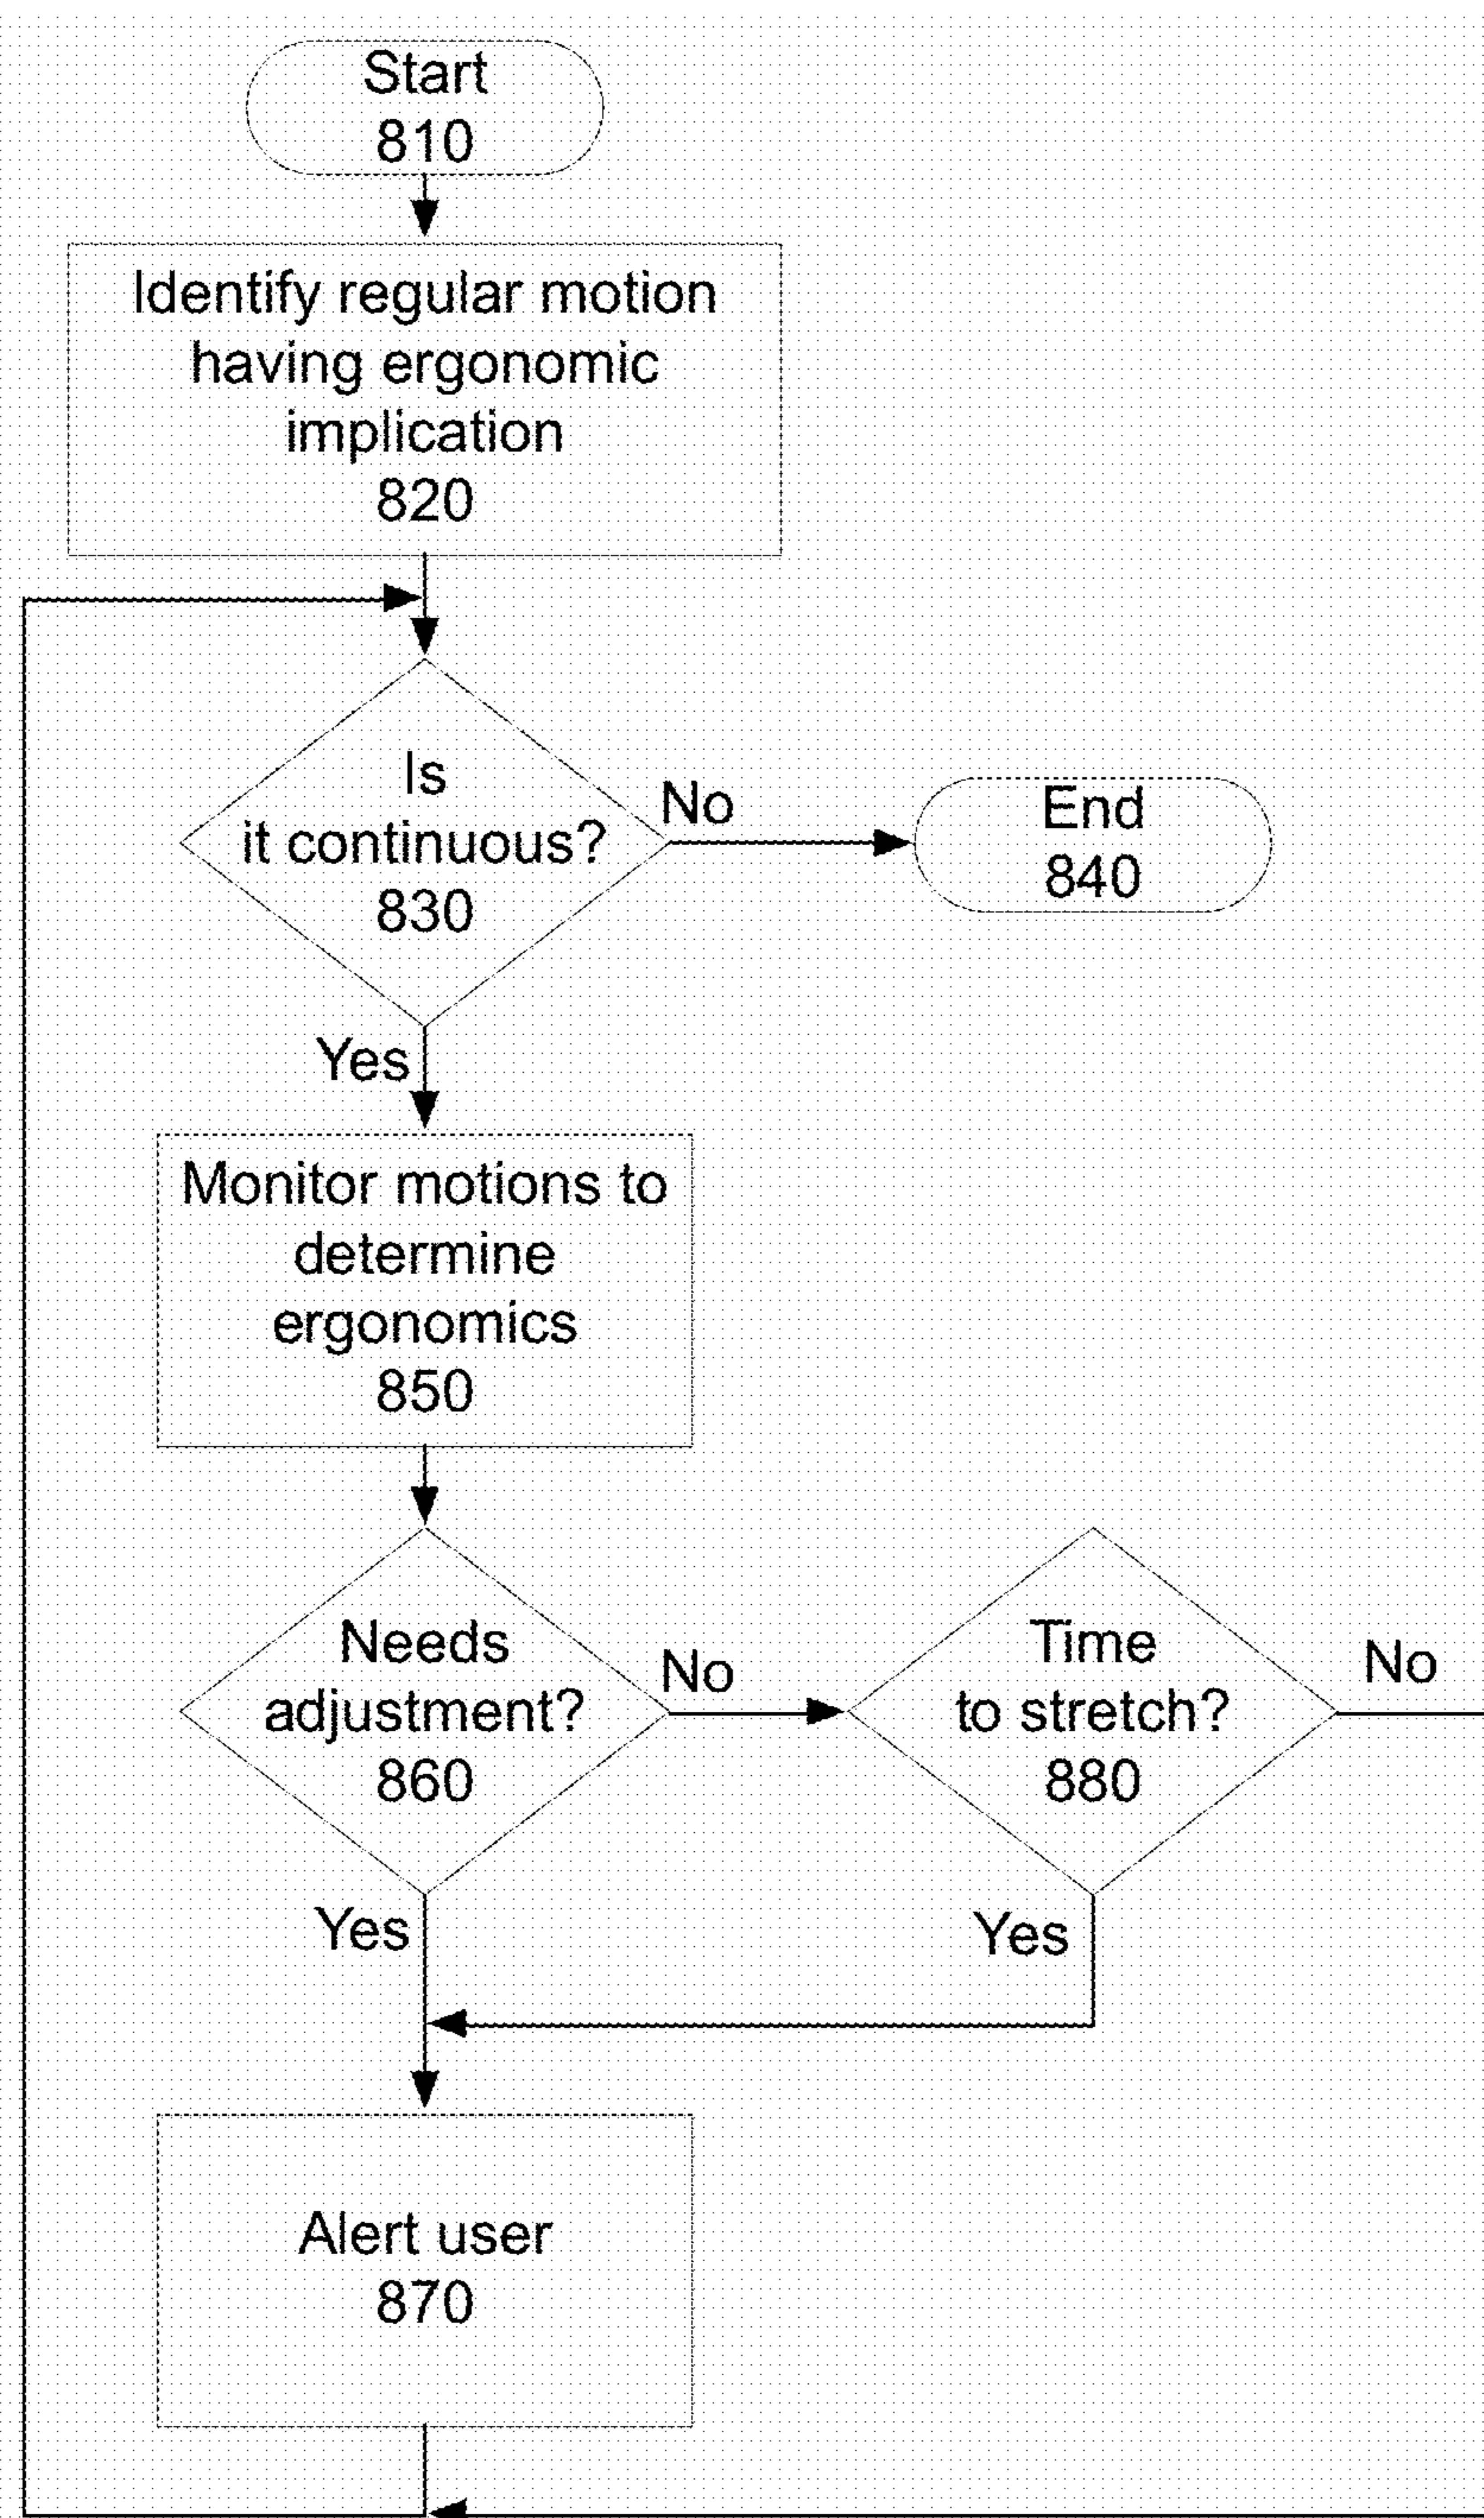 Start
810
Identify regular motion
having ergonomic
implication
820
Is
it continuous?
830
No
End
840
Yes
Monitor motions to
determine
ergonomics
850
Needs
adjustment?
860
No
Time
to stretch?
880
No
Yes
Yes
Alert user
870